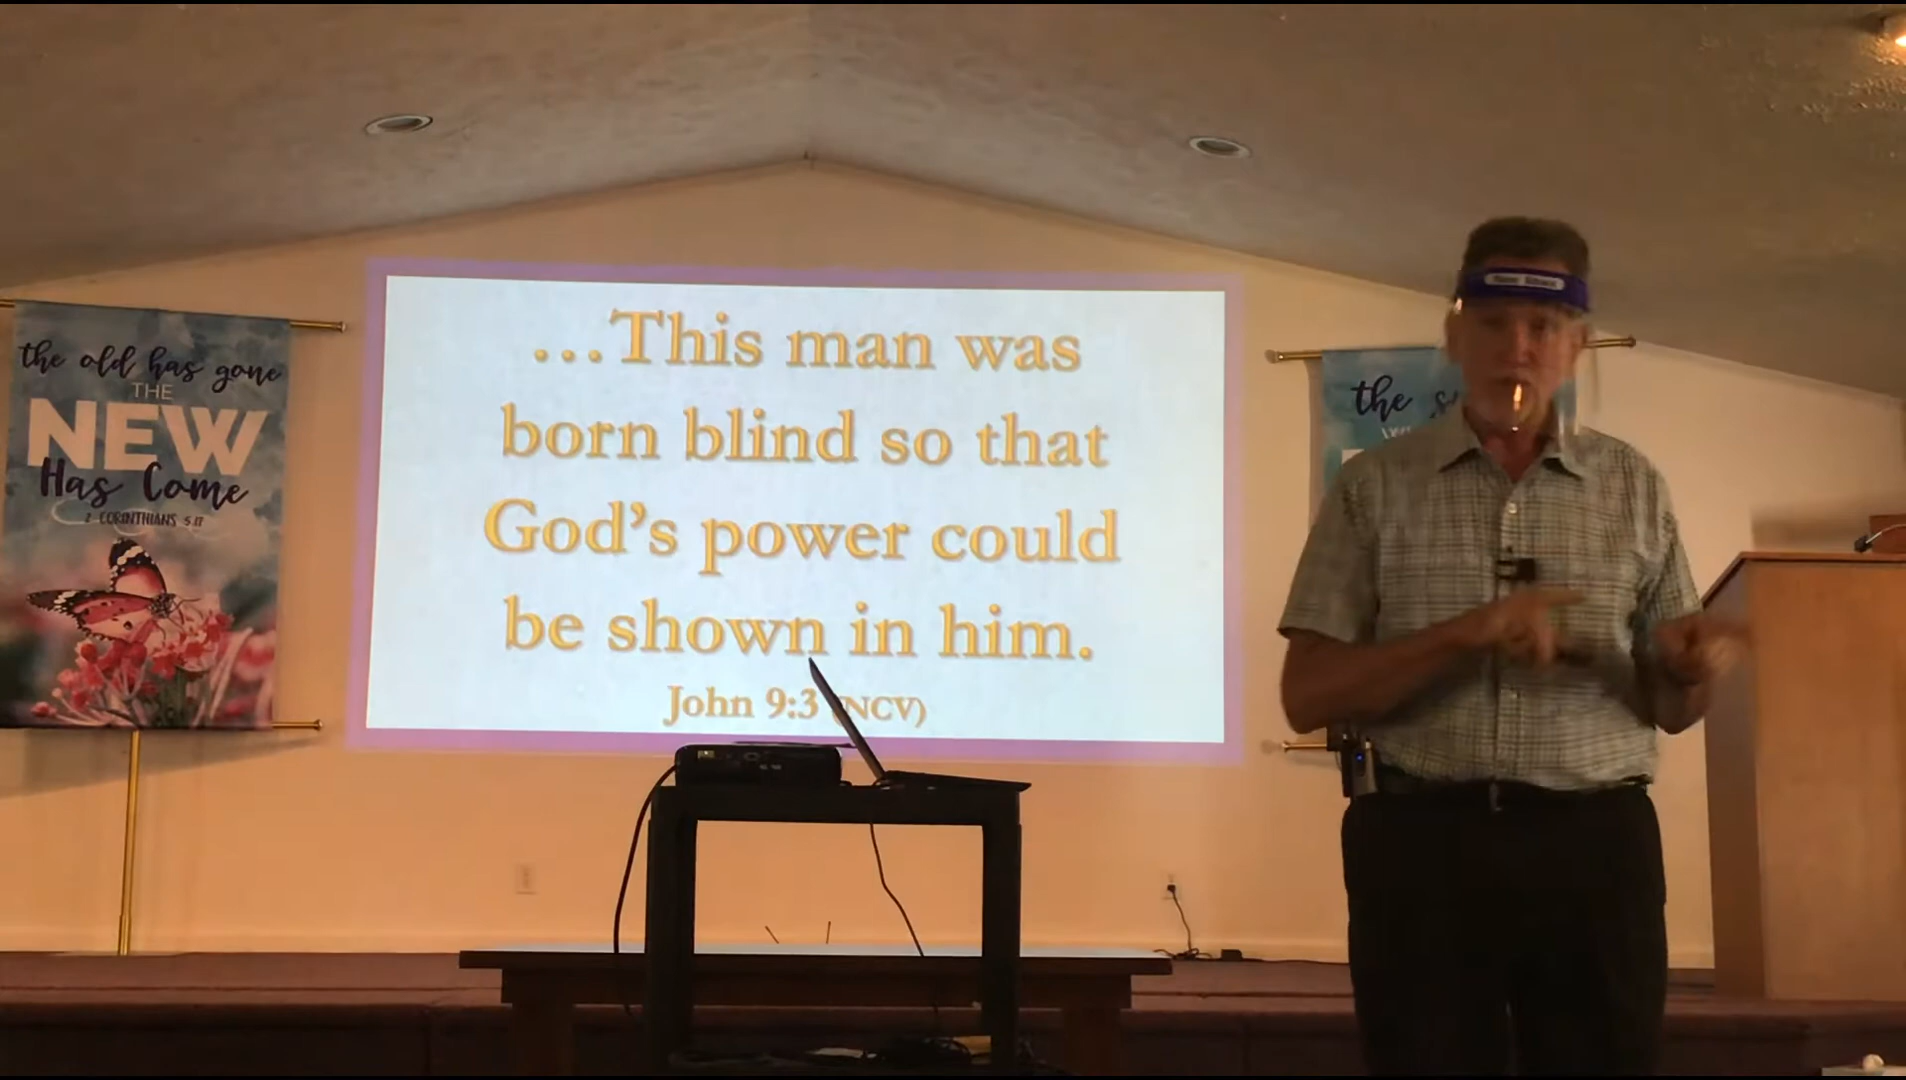 the old has gone
THE
NEW
Has Come
2 CORINTHIANS 5:17
...This man was
born blind so that
God's power could
be shown in him.
John 9:3 (NCV)
the